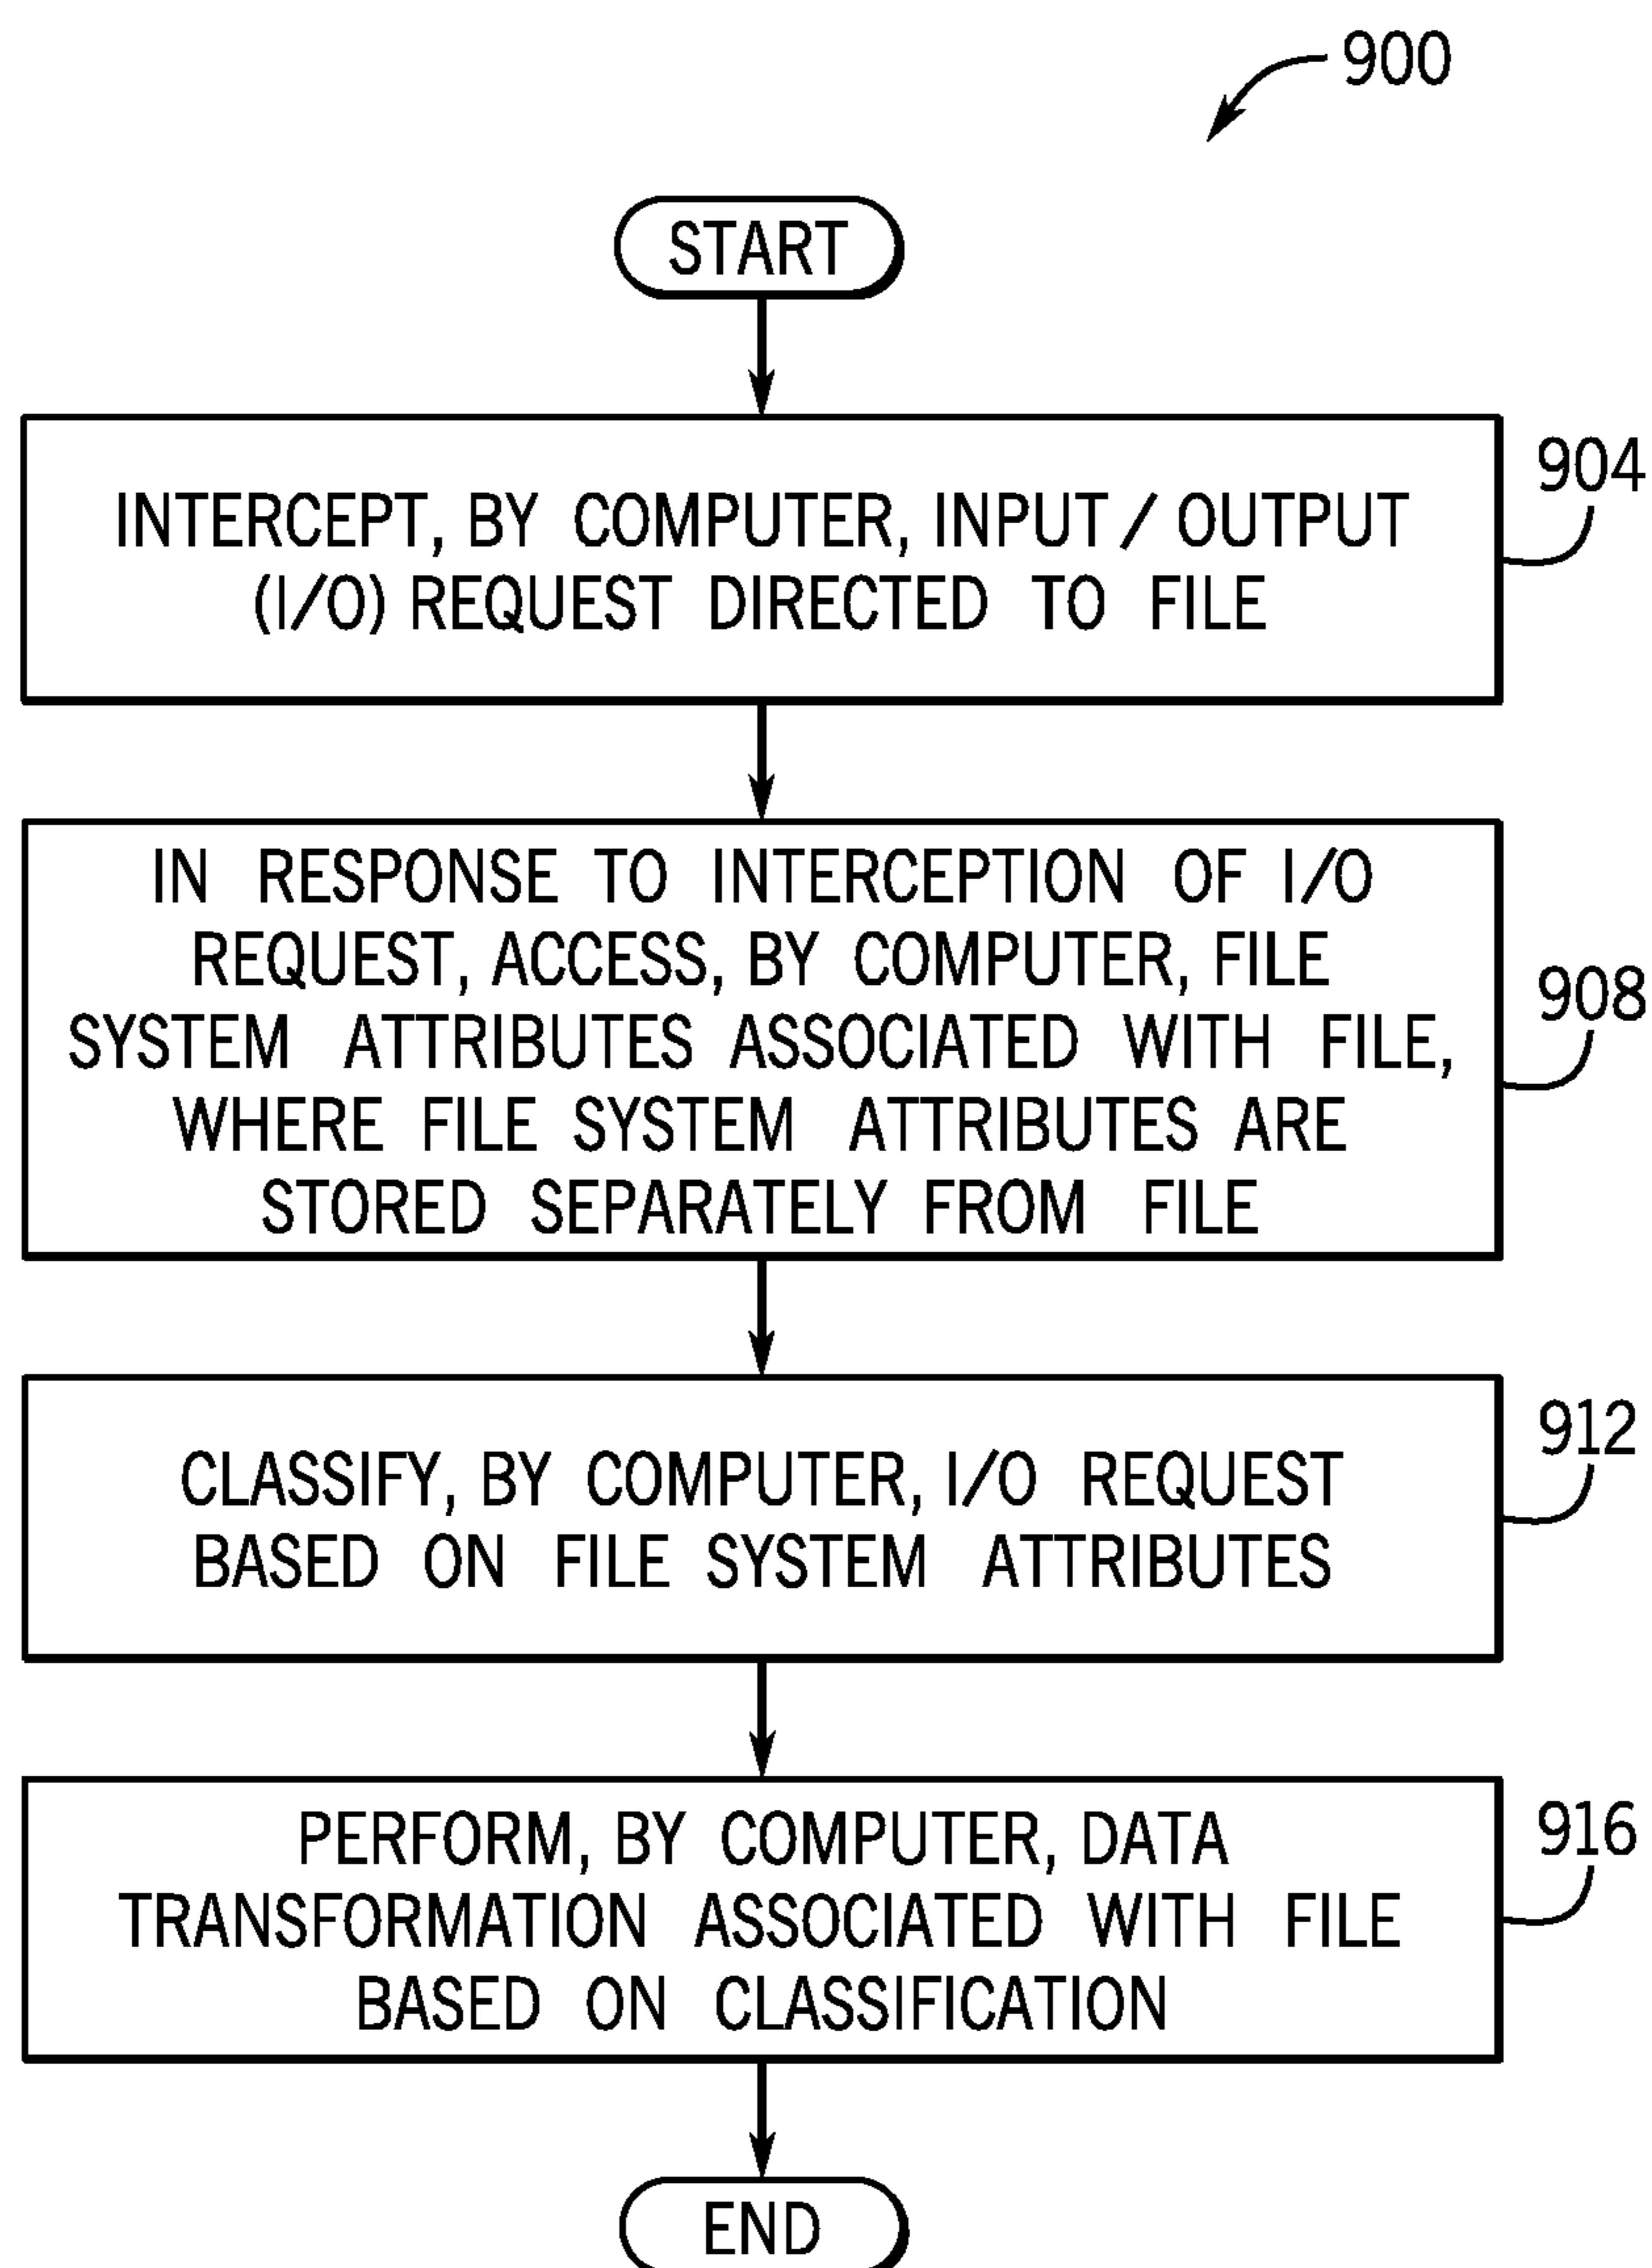 900
START
904
INTERCEPT, BY COMPUTER, INPUT/OUTPUT
(I/O) REQUEST DIRECTED TO FILE
IN RESPONSE TO INTERCEPTION OF I/O
REQUEST, ACCESS, BY COMPUTER, FILE
908
SYSTEM ATTRIBUTES ASSOCIATED WITH FILE,
WHERE FILE SYSTEM ATTRIBUTES ARE
STORED SEPARATELY FROM FILE
912
CLASSIFY, BY COMPUTER, I/O REQUEST
BASED ON FILE SYSTEM ATTRIBUTES
916
PERFORM, BY COMPUTER, DATA
TRANSFORMATION ASSOCIATED WITH FILE
BASED ON CLASSIFICATION
END